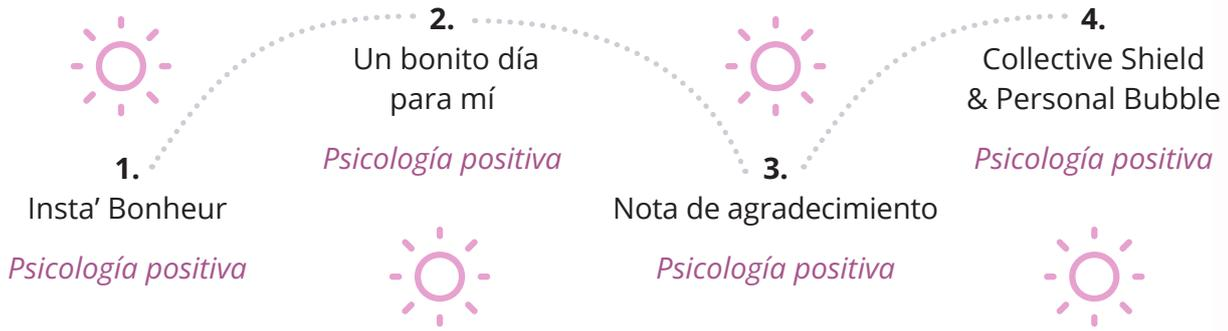 1.
Insta’ Bonheur
Psicología positiva
2.
Un bonito día
para mí
Psicología positiva
3.
Nota de agradecimiento
Psicología positiva
4.
Collective Shield
& Personal Bubble
Psicología positiva